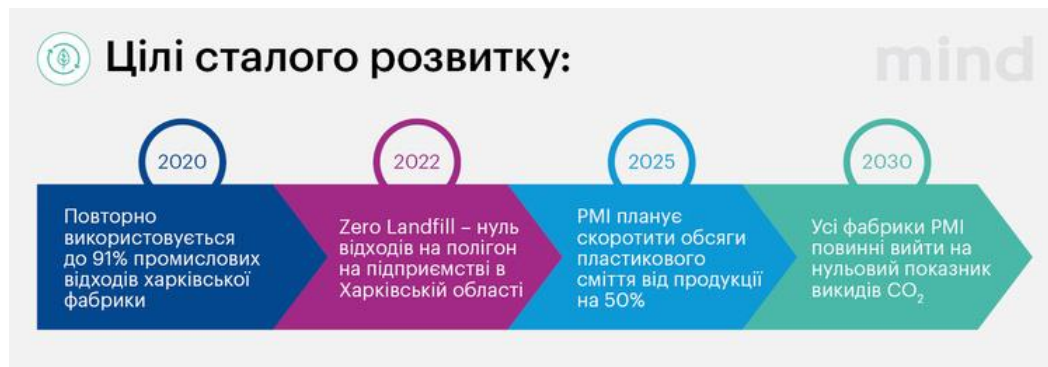 Цілі сталого розвитку:
mind
2020
Повторно
використовується
до 91% промислових
відходів харківської
фабрики
2022
Zero Landfill – нуль
відходів на полігон
на підприємстві в
Харківській області
2025
PMI планує
скоротити обсяги
пластикового
сміття від продукції
на 50%
2030
Усі фабрики PMI
повинні вийти на
нульовий показник
викидів CO₂